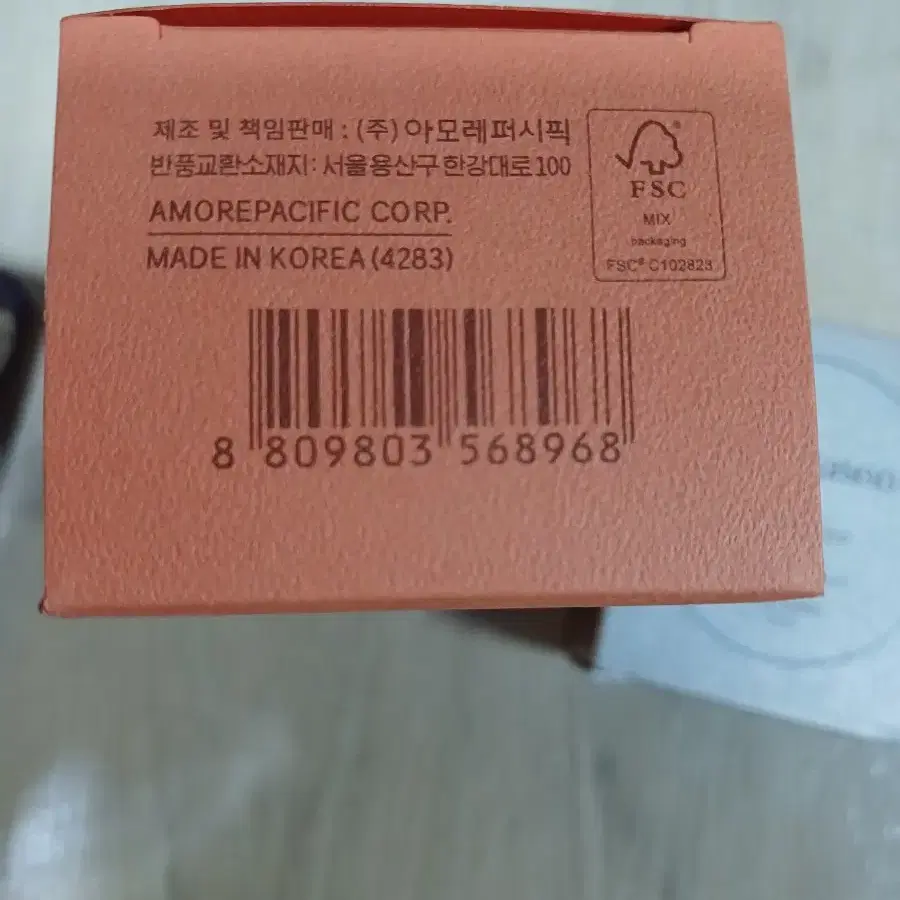 제조 및 책임판매 : (주) 아모레퍼시픽
반품교환소재지: 서울용산구한강대로100
AMOREPACIFIC CORP.
MADE IN KOREA (4283)
FSC®
MIX
packaging
FSC® C102823
8 809803 568968